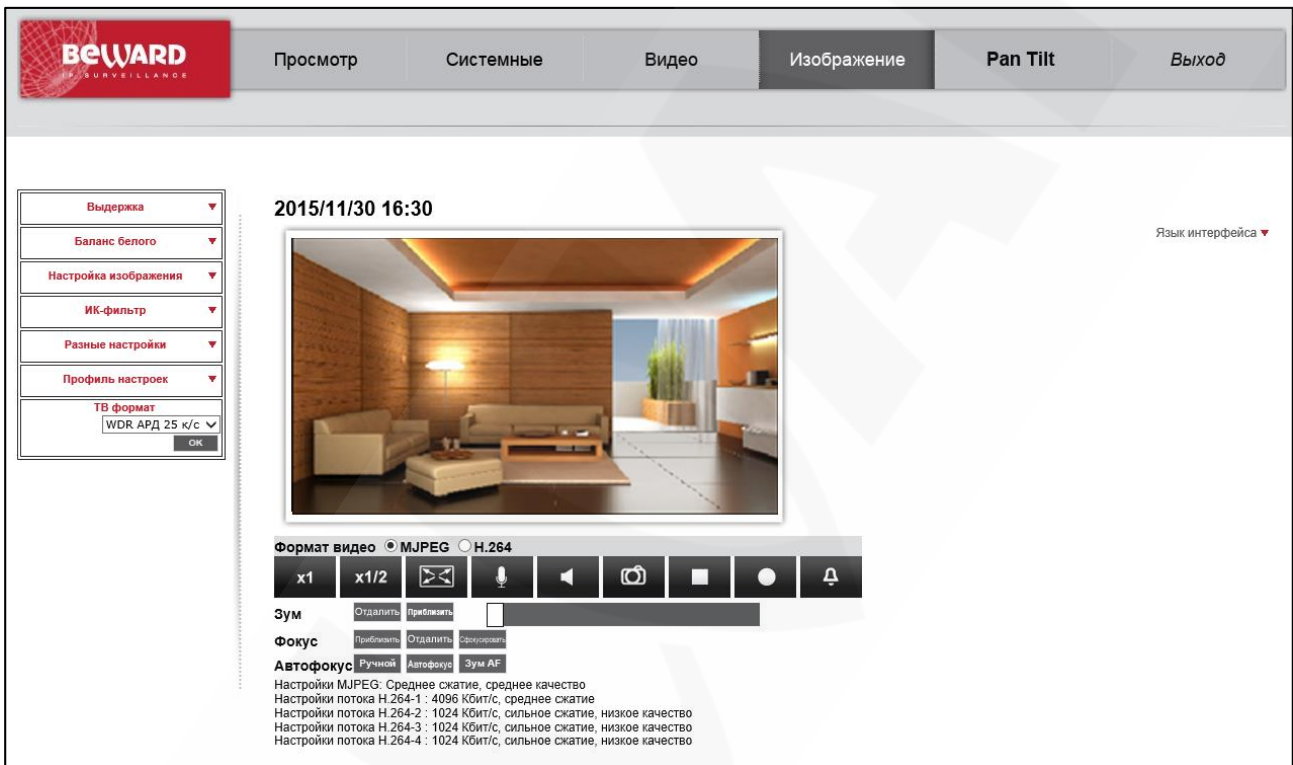 BEWARD
IP SURVEILLANCE
Просмотр
Системные
Видео
Изображение
Pan Tilt
Выход
Выдержка
Баланс белого
Настройка изображения
ИК-фильтр
Разные настройки
Профиль настроек
ТВ формат
WDR АРД 25 к/с
OK
2015/11/30 16:30
Язык интерфейса
Формат видео MJPEG H.264
x1 x1/2
Зум Отдалить Приблизить
Фокус Приблизить Отдалить Сфокусировать
Автофокус Ручной Автофокус Зум AF
Настройки MJPEG: Среднее сжатие, среднее качество
Настройки потока H.264-1 : 4096 Кбит/с, среднее сжатие
Настройки потока H.264-2 : 1024 Кбит/с, сильное сжатие, низкое качество
Настройки потока H.264-3 : 1024 Кбит/с, сильное сжатие, низкое качество
Настройки потока H.264-4 : 1024 Кбит/с, сильное сжатие, низкое качество